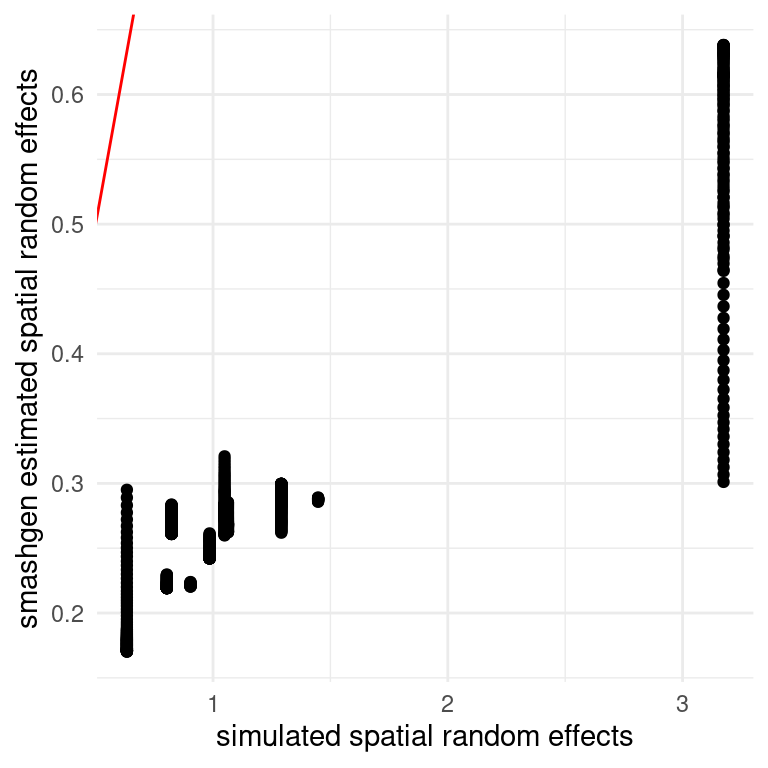 smashgen estimated spatial random effects
0.6
0.5
0.4
0.3
0.2
1 2 3
simulated spatial random effects